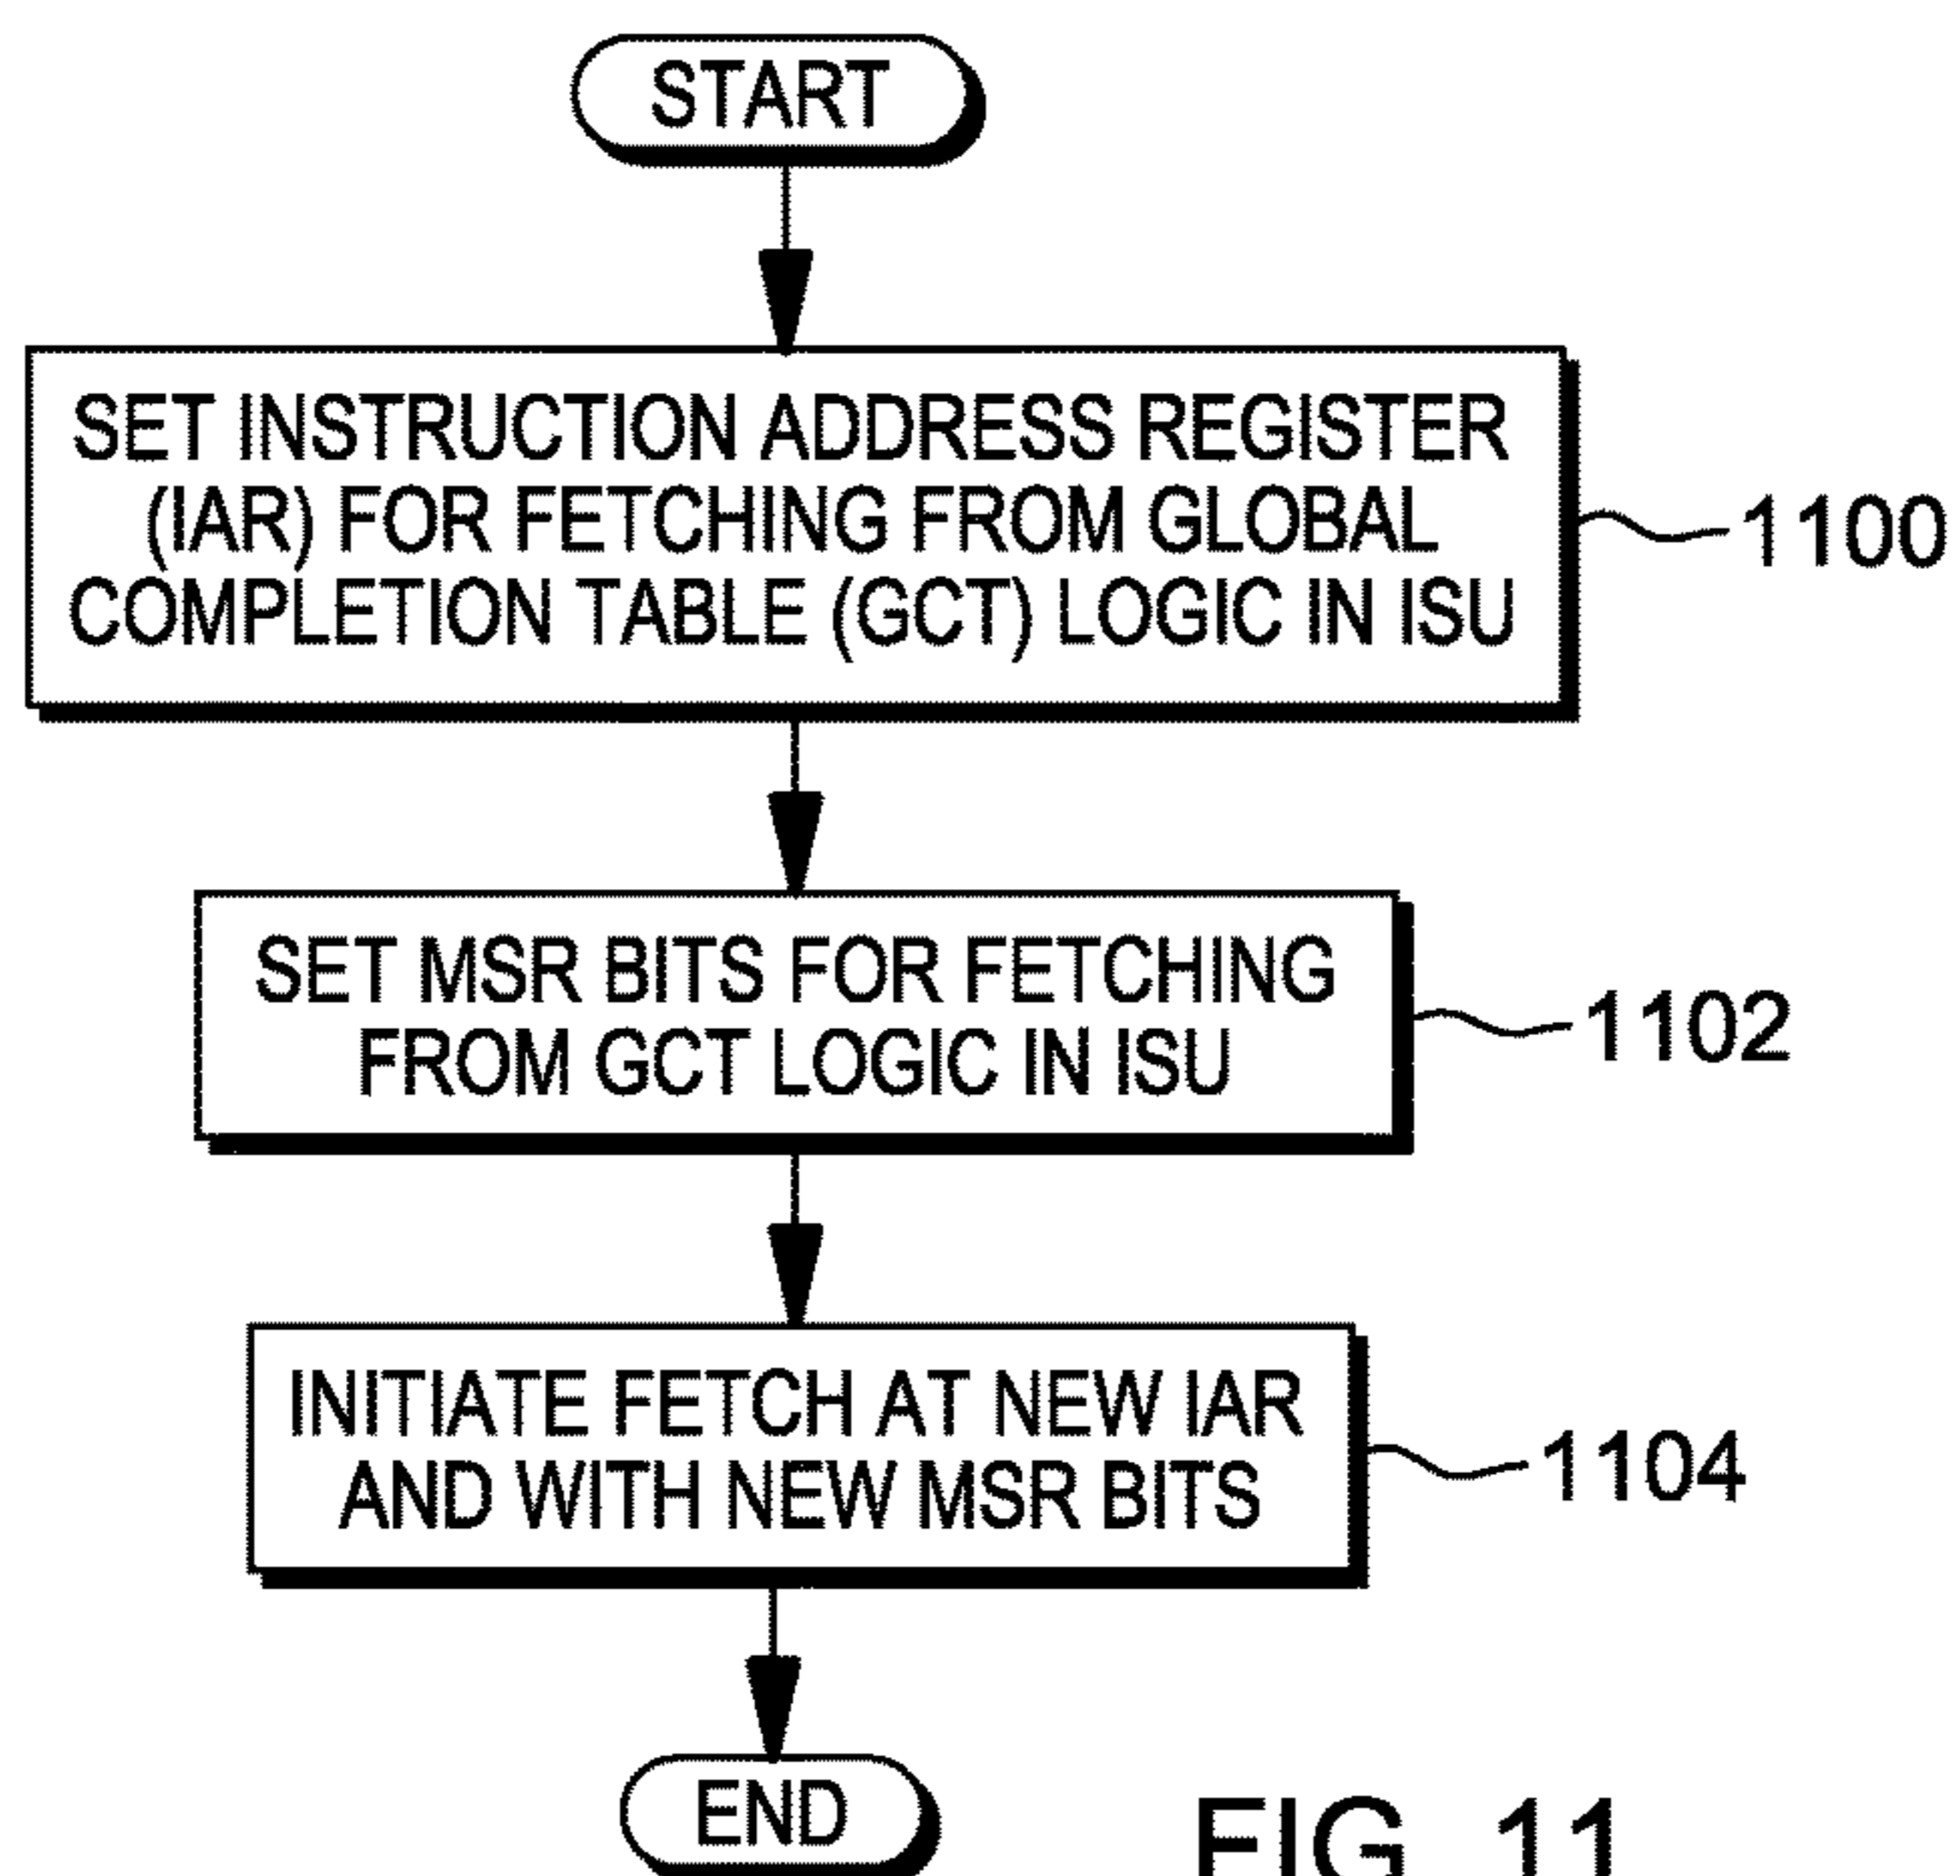 START
SET INSTRUCTION ADDRESS REGISTER
(IAR) FOR FETCHING FROM GLOBAL
COMPLETION TABLE (GCT) LOGIC IN ISU
1100
SET MSR BITS FOR FETCHING
FROM GCT LOGIC IN ISU
1102
INITIATE FETCH AT NEW IAR
AND WITH NEW MSR BITS
1104
END
FIG. 11